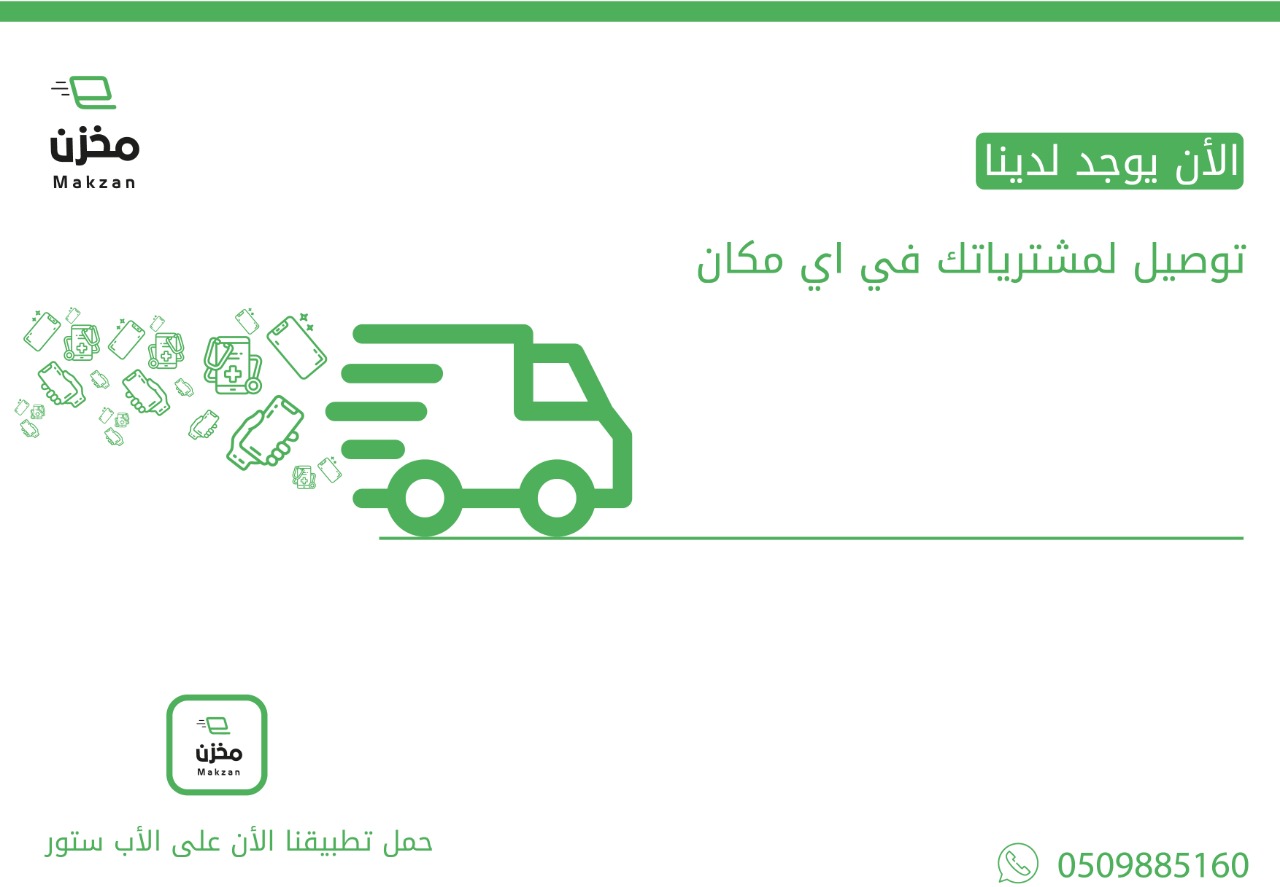 مخزن
Makzan
الأن يوجد لدينا
توصيل لمشترياتك في اي مكان
مخزن
Makzan
حمل تطبيقنا الأن على الأب ستور
0509885160